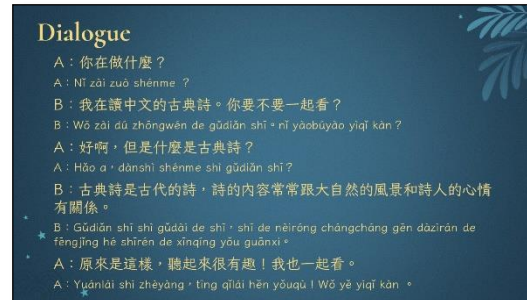 Dialogue
A：你在做什麼？
A：Nǐ zài zuò shénme ？
B：我在讀中文的古典詩。你要不要一起看？
B：Wǒ zài dú zhōngwén de gǔdiǎn shī。nǐ yàobùyào yìqǐ kàn？
A：好啊，但是什麼是古典詩？
A：Hǎo a，dànshì shénme shì gǔdiǎn shī？
B：古典詩是古代的詩，詩的內容常常跟大自然的風景和詩人的心情
有關係。
B：Gǔdiǎn shī shì gǔdài de shī，shī de nèiróng chángcháng gēn dàzìrán de
fēngjǐng hé shīrén de xīnqíng yǒu guānxì。
A：原來是這樣，聽起來很有趣！我也一起看。
A：Yuánlái shì zhèyàng，tīng qǐlái hěn yǒuqù！Wǒ yě yìqǐ kàn 。